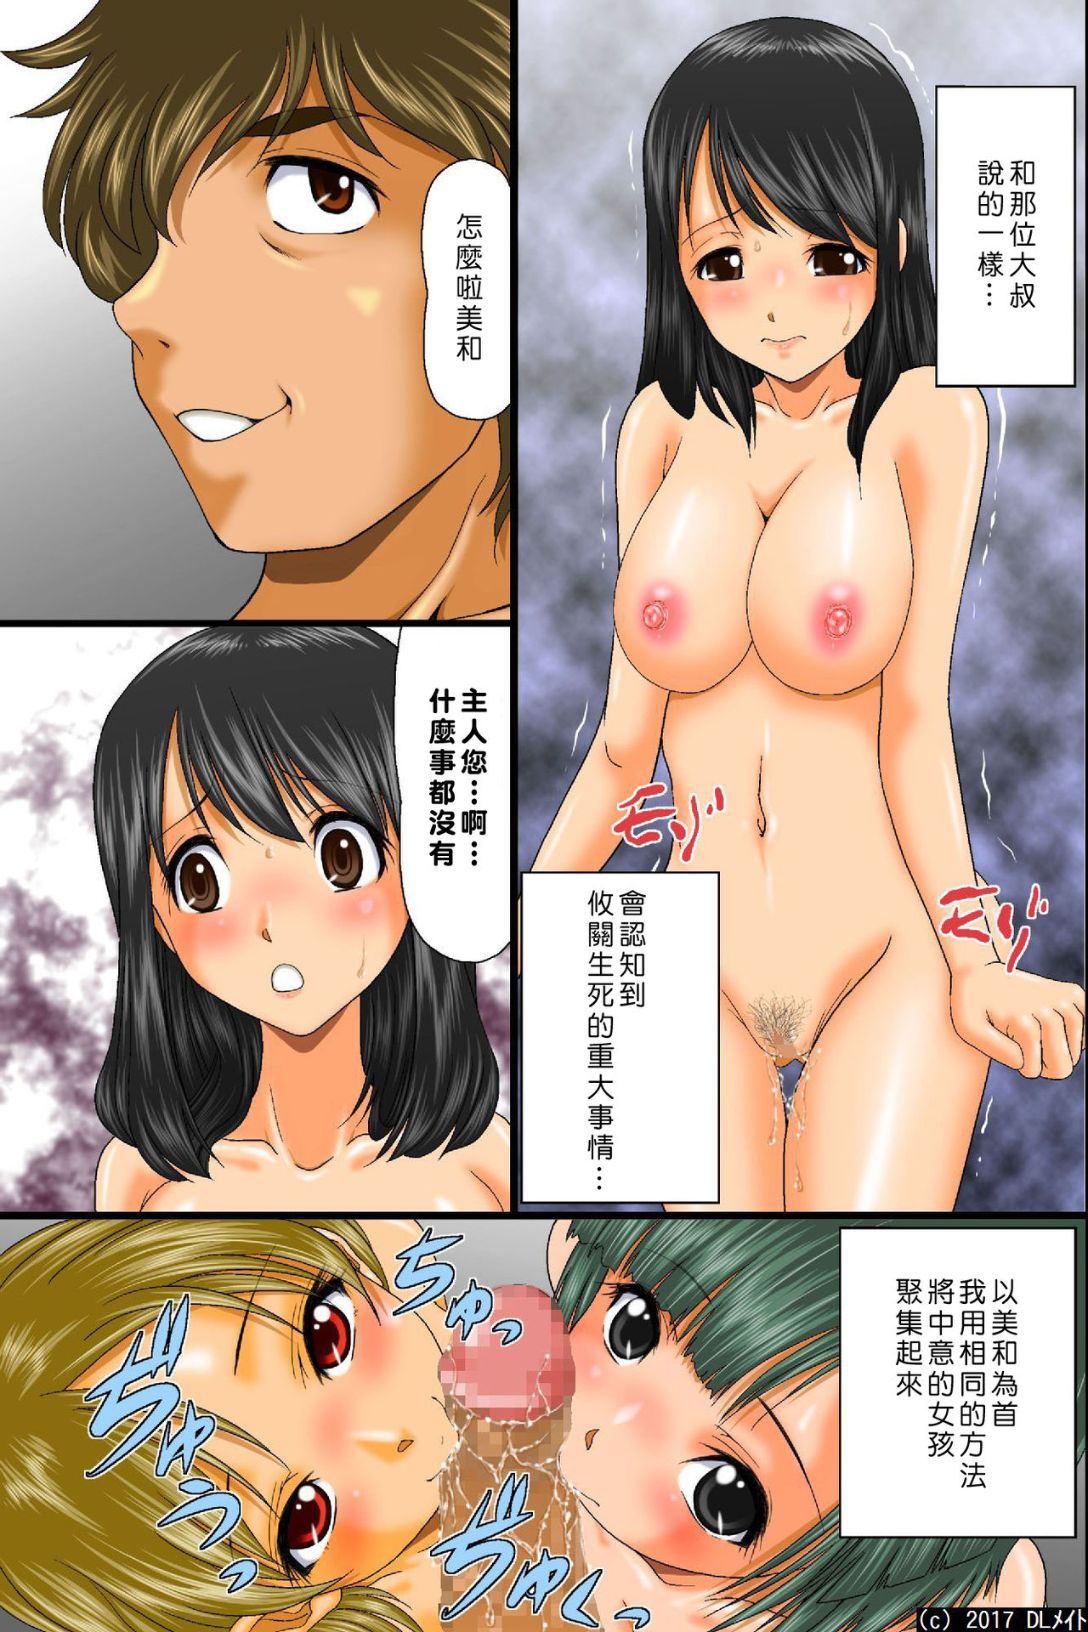 和那位大叔
說的一樣…
モゾ
モゾ
會認知到
攸關生死的重大事情…
怎麼啦美和
主人您…啊…
什麼事都沒有
以美和為首
我用相同的方法
將中意的女孩
聚集起來
ちゅっ
ぢゅうっ
ぢゅくっ
(c) 2017 DLメイト